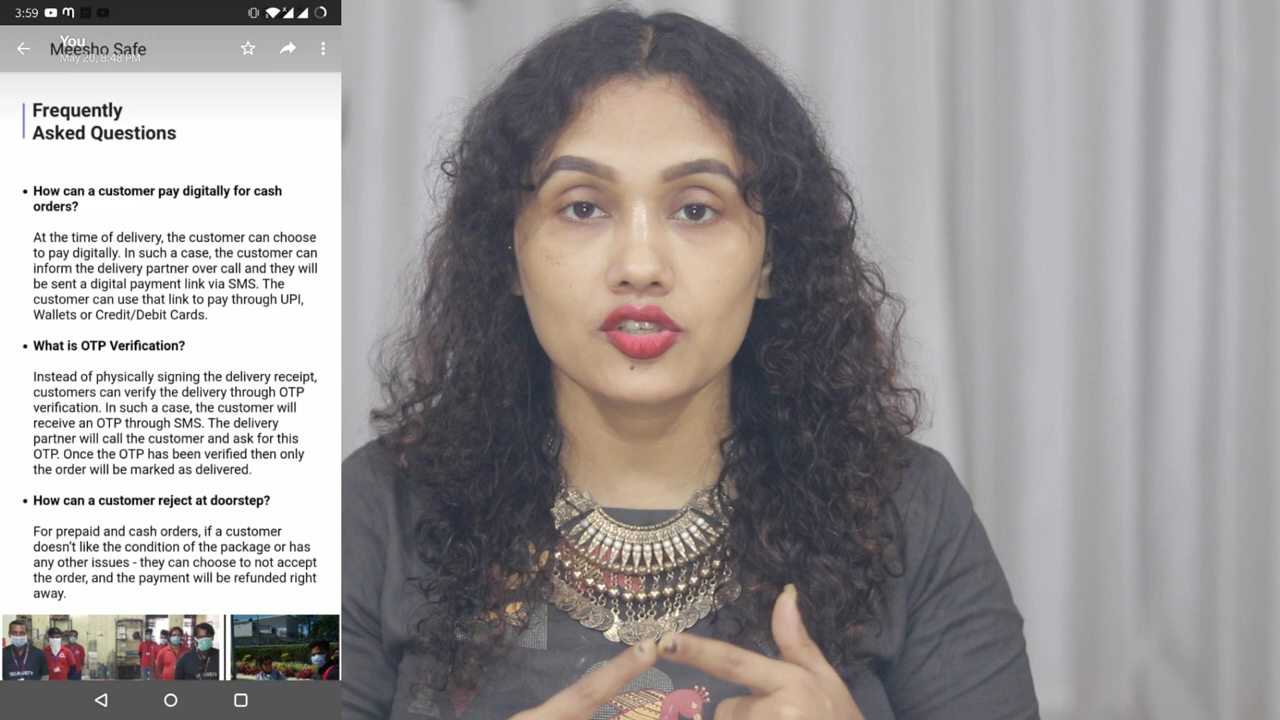 3:59
You
Meesho Safe
May 20, 8:48 PM
Frequently
Asked Questions
• How can a customer pay digitally for cash
orders?
At the time of delivery, the customer can choose
to pay digitally. In such a case, the customer can
inform the delivery partner over call and they will
be sent a digital payment link via SMS. The
customer can use that link to pay through UPI,
Wallets or Credit/Debit Cards.
• What is OTP Verification?
Instead of physically signing the delivery receipt,
customers can verify the delivery through OTP
verification. In such a case, the customer will
receive an OTP through SMS. The delivery
partner will call the customer and ask for this
OTP. Once the OTP has been verified then only
the order will be marked as delivered.
• How can a customer reject at doorstep?
For prepaid and cash orders, if a customer
doesn't like the condition of the package or has
any other issues - they can choose to not accept
the order, and the payment will be refunded right
away.